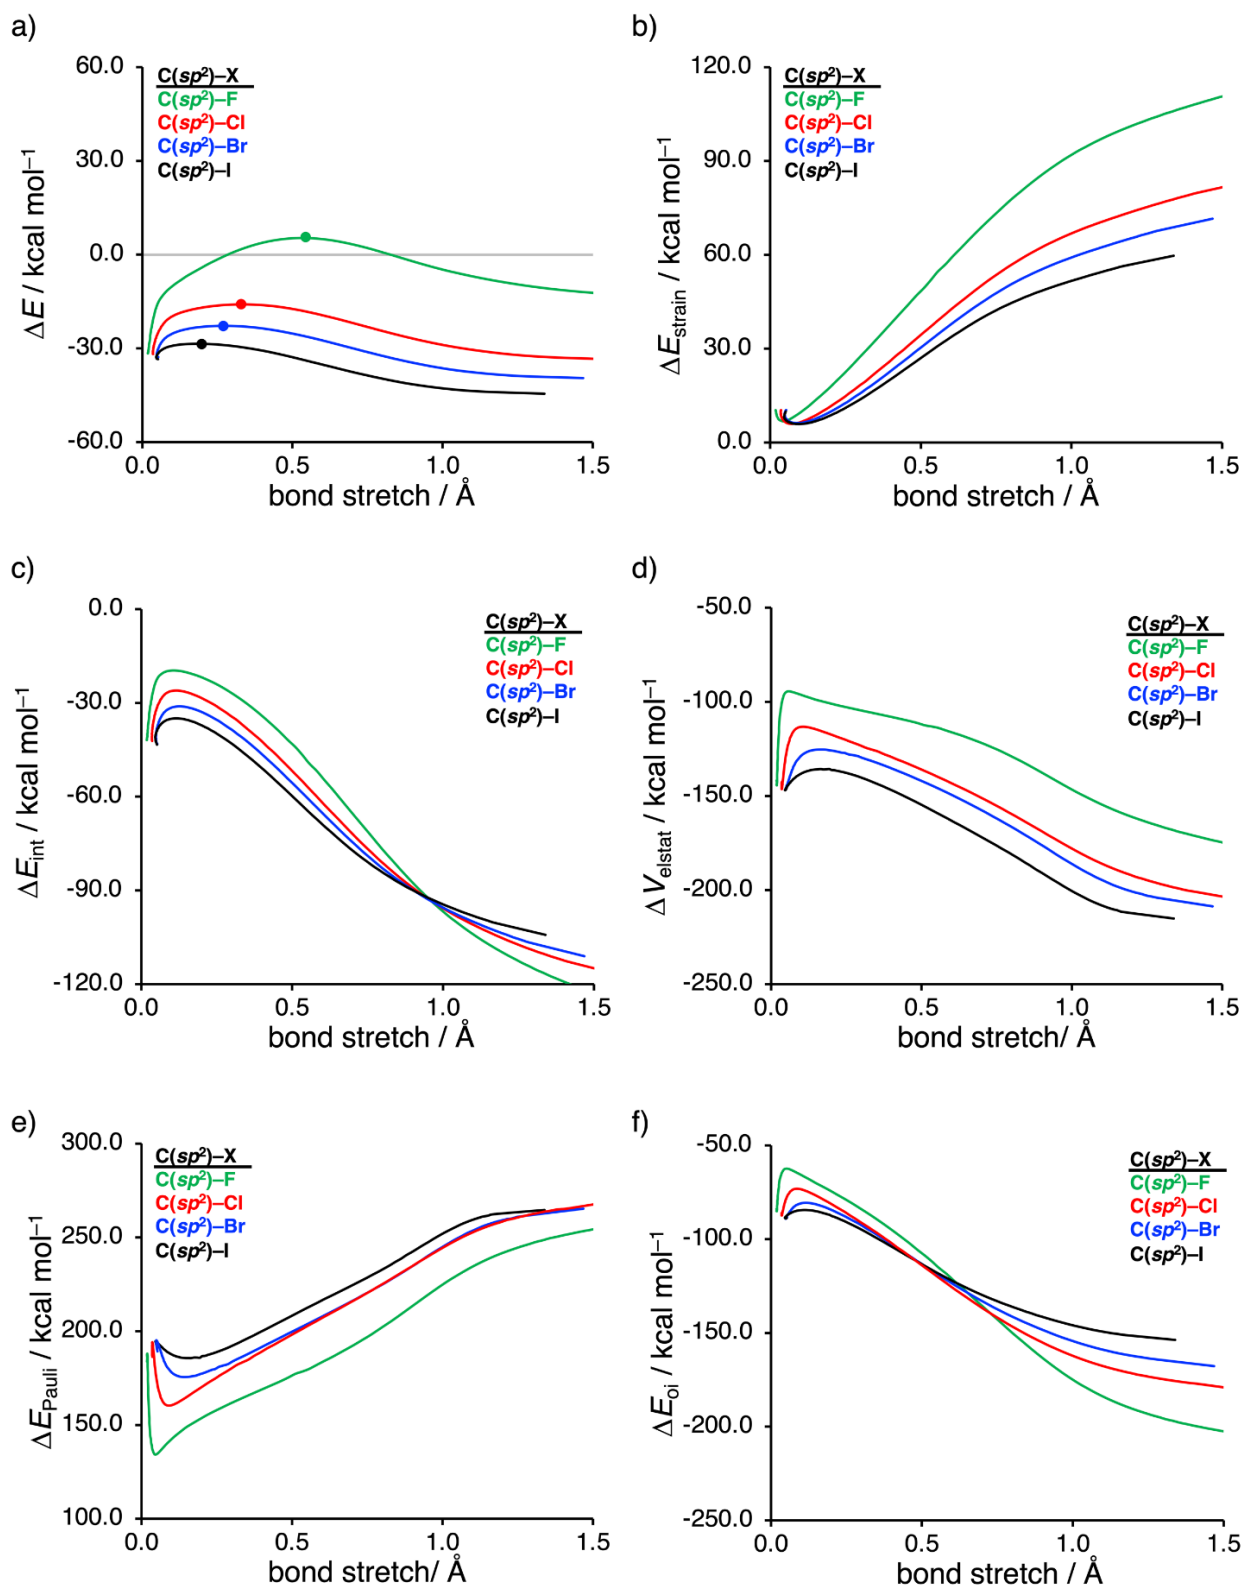 a)
60.0
30.0
0.0
-30.0
-60.0
ΔE / kcal mol⁻¹
C(sp²)–X
C(sp²)–F
C(sp²)–Cl
C(sp²)–Br
C(sp²)–I
0.0 0.5 1.0 1.5
bond stretch / Å
b)
120.0
90.0
60.0
30.0
0.0
ΔE_strain / kcal mol⁻¹
C(sp²)–X
C(sp²)–F
C(sp²)–Cl
C(sp²)–Br
C(sp²)–I
0.0 0.5 1.0 1.5
bond stretch / Å
c)
0.0
-30.0
-60.0
-90.0
-120.0
ΔE_int / kcal mol⁻¹
C(sp²)–X
C(sp²)–F
C(sp²)–Cl
C(sp²)–Br
C(sp²)–I
0.0 0.5 1.0 1.5
bond stretch / Å
d)
-50.0
-100.0
-150.0
-200.0
-250.0
ΔV_elstat / kcal mol⁻¹
C(sp²)–X
C(sp²)–F
C(sp²)–Cl
C(sp²)–Br
C(sp²)–I
0.0 0.5 1.0 1.5
bond stretch/ Å
e)
300.0
250.0
200.0
150.0
100.0
ΔE_Pauli / kcal mol⁻¹
C(sp²)–X
C(sp²)–F
C(sp²)–Cl
C(sp²)–Br
C(sp²)–I
0.0 0.5 1.0 1.5
bond stretch/ Å
f)
-50.0
-100.0
-150.0
-200.0
-250.0
ΔE_oi / kcal mol⁻¹
C(sp²)–X
C(sp²)–F
C(sp²)–Cl
C(sp²)–Br
C(sp²)–I
0.0 0.5 1.0 1.5
bond stretch / Å